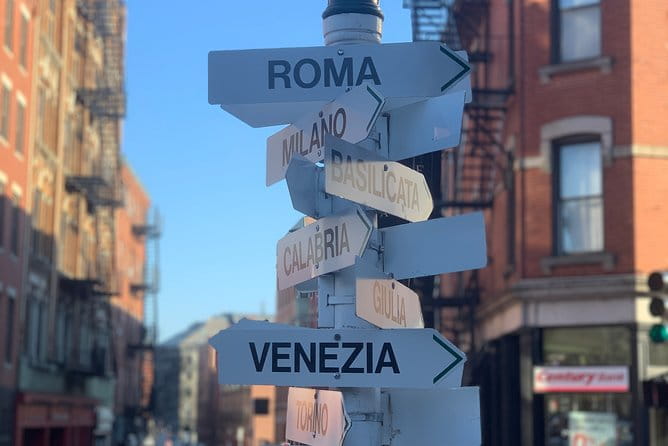 ROMA
MILANO
BASILICATA
CALABRIA
GIULIA
VENEZIA
TORINO
Century